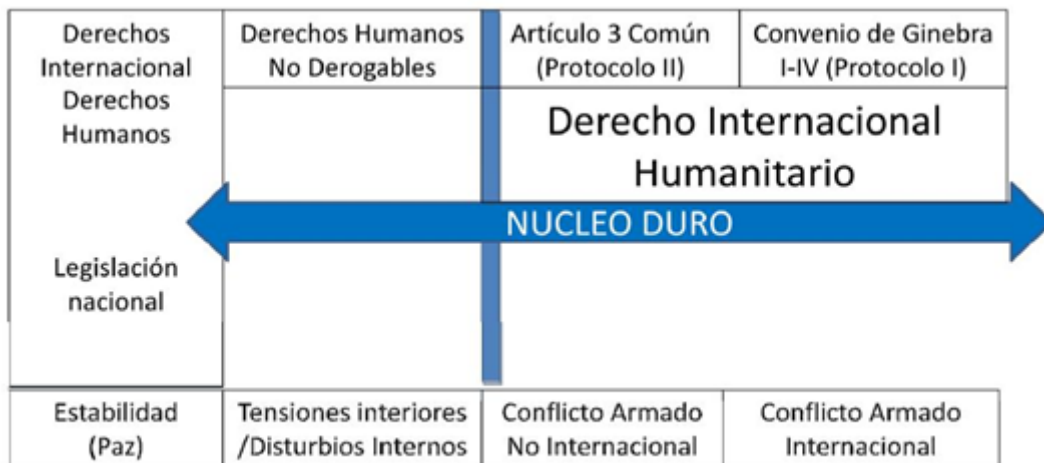 Derechos
Internacional
Derechos
Humanos
Legislación
nacional
Derechos Humanos
No Derogables
Artículo 3 Común
(Protocolo II)
Convenio de Ginebra
I-IV (Protocolo I)
Derecho Internacional
Humanitario
NUCLEO DURO
Estabilidad
(Paz)
Tensiones interiores
/Disturbios Internos
Conflicto Armado
No Internacional
Conflicto Armado
Internacional